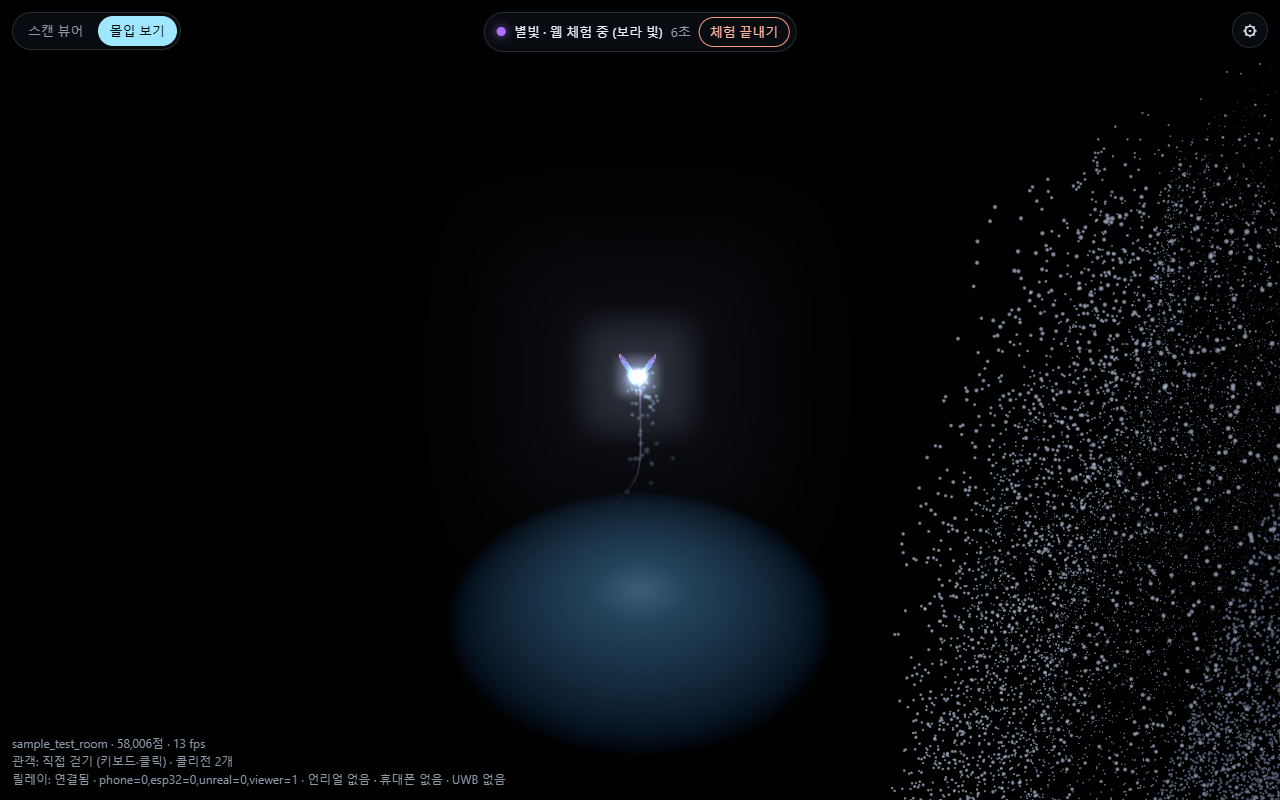 스캔 뷰어
몰입 보기
별빛 · 웹 체험 중 (보라 빛) 6초 체험 끝내기
sample_test_room · 58,006점 · 13 fps
관객: 직접 걷기 (키보드·클릭) · 콜리전 2개
릴레이: 연결됨 · phone=0,esp32=0,unreal=0,viewer=1 · 언리얼 없음 · 휴대폰 없음 · UWB 없음